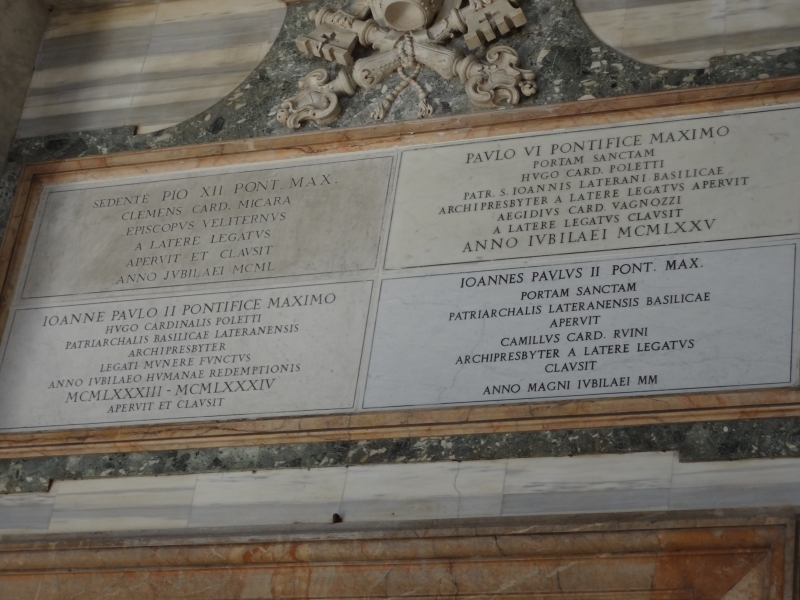 SEDENTE PIO XII PONT. MAX.
CLEMENS CARD. MICARA
EPISCOPVS VELITERNVS
A LATERE LEGATVS
APERVIT ET CLAVSIT
ANNO JVBILAEI MCML
PAVLO VI PONTIFICE MAXIMO
PORTAM SANCTAM
HVGO CARD. POLETTI
PATR. S. IOANNIS LATERANI BASILICAE
ARCHIPRESBYTER A LATERE LEGATVS APERVIT
AEGIDIVS CARD. VAGNOZZI
A LATERE LEGATVS CLAVSIT
ANNO IVBILAEI MCMLXXV
IOANNE PAVLO II PONTIFICE MAXIMO
HVGO CARDINALIS POLETTI
PATRIARCHALIS BASILICAE LATERANENSIS
ARCHIPRESBYTER
LEGATI MVNERE FVNCTVS
ANNO IVBILAEO HVMANAE REDEMPTIONIS
MCMLXXXIII - MCMLXXXIV
APERVIT ET CLAVSIT
IOANNES PAVLVS II PONT. MAX.
PORTAM SANCTAM
PATRIARCHALIS LATERANENSIS BASILICAE
APERVIT
CAMILLVS CARD. RVINI
ARCHIPRESBYTER A LATERE LEGATVS
CLAVSIT
ANNO MAGNI IVBILAEI MM